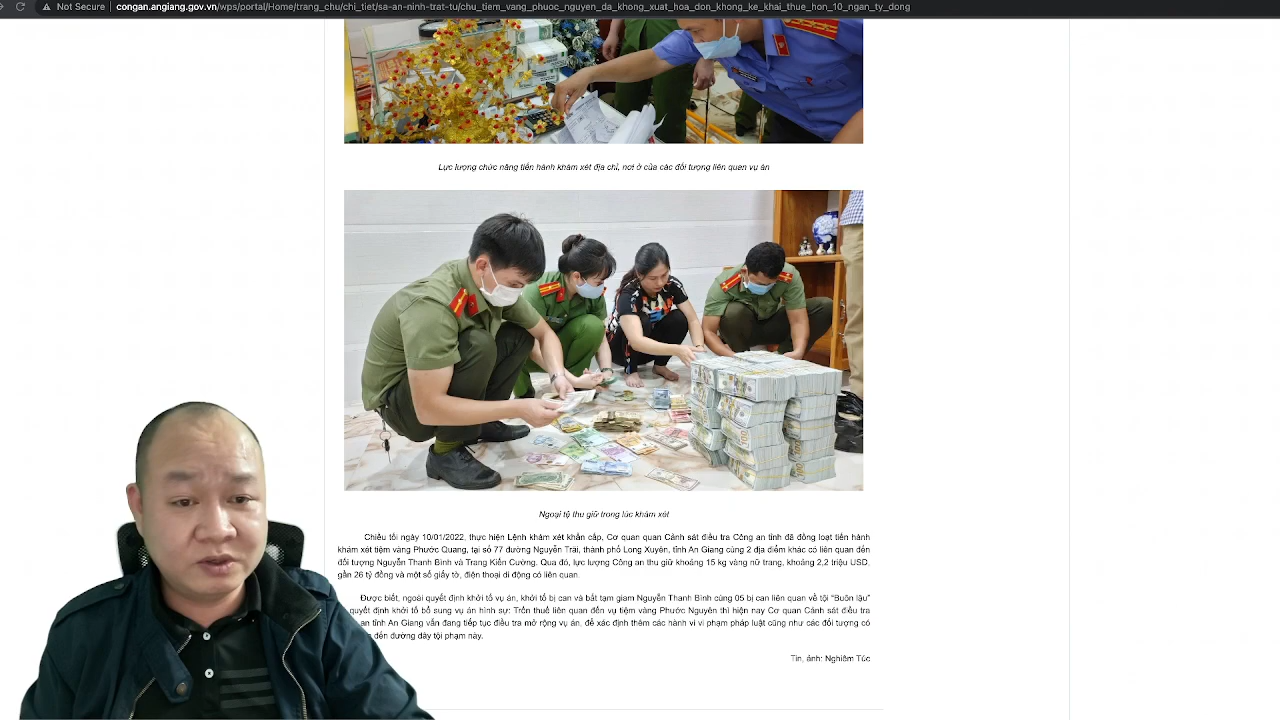 Not Secure
congan.angiang.gov.vn/wps/portal/Home/trang_chu/chi_tiet/sa-an-ninh-trat-tu/chu_tiem_vang_phuoc_nguyen_da_khong_xuat_hoa_don_khong_ke_khai_thue_hon_10_ngan_ty_dong
Lực lượng chức năng tiến hành khám xét địa chỉ, nơi ở của các đối tượng liên quan vụ án
Ngoại tệ thu giữ trong lúc khám xét
Chiều tối ngày 10/01/2022, thực hiện Lệnh khám xét khẩn cấp, Cơ quan quan Cảnh sát điều tra Công an tỉnh đã đồng loạt tiến hành
khám xét tiệm vàng Phước Quang, tại số 77 đường Nguyễn Trãi, thành phố Long Xuyên, tỉnh An Giang cùng 2 địa điểm khác có liên quan đến
đối tượng Nguyễn Thanh Bình và Trang Kiến Cường. Qua đó, lực lượng Công an thu giữ khoảng 15 kg vàng nữ trang, khoảng 2,2 triệu USD,
gần 26 tỷ đồng và một số giấy tờ, điện thoại di động có liên quan.
Được biết, ngoài quyết định khởi tố vụ án, khởi tố bị can và bắt tạm giam Nguyễn Thanh Bình cùng 05 bị can liên quan về tội "Buôn lậu"
quyết định khởi tố bổ sung vụ án hình sự: Trốn thuế liên quan đến vụ tiệm vàng Phước Nguyên thì hiện nay Cơ quan Cảnh sát điều tra
an tỉnh An Giang vẫn đang tiếp tục điều tra mở rộng vụ án, để xác định thêm các hành vi vi phạm pháp luật cũng như các đối tượng có
đến đường dây tội phạm này.
Tin, ảnh: Nghiêm Túc